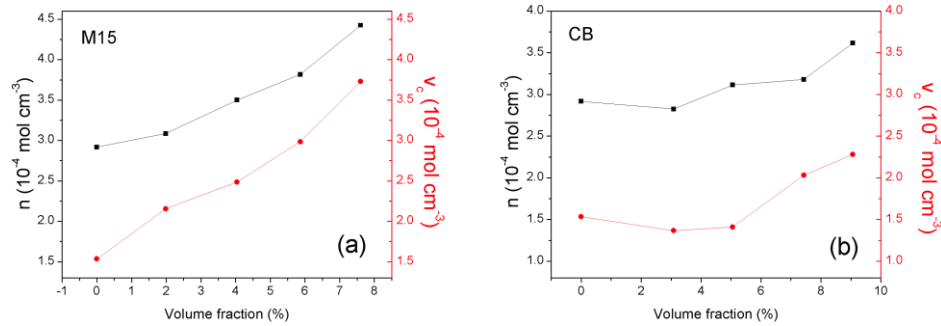 M15
(a)
n (10⁻⁴ mol cm⁻³)
4.5
4.0
3.5
3.0
2.5
2.0
1.5
-1 0 1 2 3 4 5 6 7 8
Volume fraction (%)
4.5
4.0
3.5
3.0
2.5
2.0
1.5
v_c (10⁻⁴ mol cm⁻³)
CB
(b)
n (10⁻⁴ mol cm⁻³)
4.0
3.5
3.0
2.5
2.0
1.5
1.0
0 2 4 6 8 10
Volume fraction (%)
4.0
3.5
3.0
2.5
2.0
1.5
1.0
v_c (10⁻⁴ mol cm⁻³)